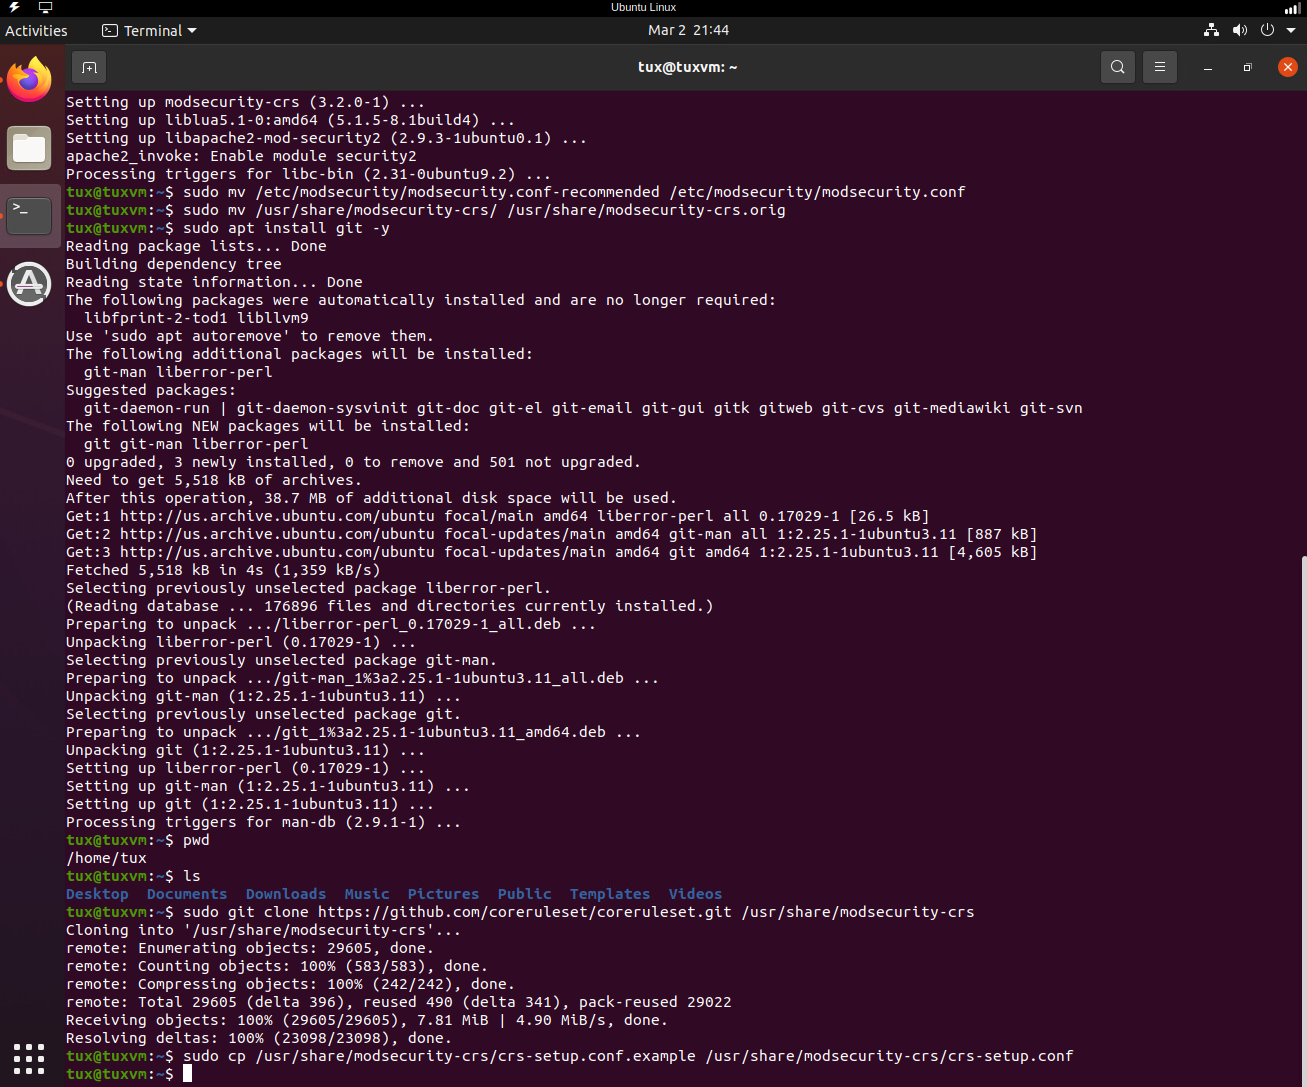 Ubuntu Linux
Activities
Terminal
Mar 2 21:44
tux@tuxvm: ~
Setting up modsecurity-crs (3.2.0-1) ...
Setting up liblua5.1-0:amd64 (5.1.5-8.1build4) ...
Setting up libapache2-mod-security2 (2.9.3-1ubuntu0.1) ...
apache2_invoke: Enable module security2
Processing triggers for libc-bin (2.31-0ubuntu9.2) ...
tux@tuxvm:~$ sudo mv /etc/modsecurity/modsecurity.conf-recommended /etc/modsecurity/modsecurity.conf
tux@tuxvm:~$ sudo mv /usr/share/modsecurity-crs/ /usr/share/modsecurity-crs.orig
tux@tuxvm:~$ sudo apt install git -y
Reading package lists... Done
Building dependency tree
Reading state information... Done
The following packages were automatically installed and are no longer required:
  libfprint-2-tod1 libllvm9
Use 'sudo apt autoremove' to remove them.
The following additional packages will be installed:
  git-man liberror-perl
Suggested packages:
  git-daemon-run | git-daemon-sysvinit git-doc git-el git-email git-gui gitk gitweb git-cvs git-mediawiki git-svn
The following NEW packages will be installed:
  git git-man liberror-perl
0 upgraded, 3 newly installed, 0 to remove and 501 not upgraded.
Need to get 5,518 kB of archives.
After this operation, 38.7 MB of additional disk space will be used.
Get:1 http://us.archive.ubuntu.com/ubuntu focal/main amd64 liberror-perl all 0.17029-1 [26.5 kB]
Get:2 http://us.archive.ubuntu.com/ubuntu focal-updates/main amd64 git-man all 1:2.25.1-1ubuntu3.11 [887 kB]
Get:3 http://us.archive.ubuntu.com/ubuntu focal-updates/main amd64 git amd64 1:2.25.1-1ubuntu3.11 [4,605 kB]
Fetched 5,518 kB in 4s (1,359 kB/s)
Selecting previously unselected package liberror-perl.
(Reading database ... 176896 files and directories currently installed.)
Preparing to unpack .../liberror-perl_0.17029-1_all.deb ...
Unpacking liberror-perl (0.17029-1) ...
Selecting previously unselected package git-man.
Preparing to unpack .../git-man_1%3a2.25.1-1ubuntu3.11_all.deb ...
Unpacking git-man (1:2.25.1-1ubuntu3.11) ...
Selecting previously unselected package git.
Preparing to unpack .../git_1%3a2.25.1-1ubuntu3.11_amd64.deb ...
Unpacking git (1:2.25.1-1ubuntu3.11) ...
Setting up liberror-perl (0.17029-1) ...
Setting up git-man (1:2.25.1-1ubuntu3.11) ...
Setting up git (1:2.25.1-1ubuntu3.11) ...
Processing triggers for man-db (2.9.1-1) ...
tux@tuxvm:~$ pwd
/home/tux
tux@tuxvm:~$ ls
Desktop  Documents  Downloads  Music  Pictures  Public  Templates  Videos
tux@tuxvm:~$ sudo git clone https://github.com/coreruleset/coreruleset.git /usr/share/modsecurity-crs
Cloning into '/usr/share/modsecurity-crs'...
remote: Enumerating objects: 29605, done.
remote: Counting objects: 100% (583/583), done.
remote: Compressing objects: 100% (242/242), done.
remote: Total 29605 (delta 396), reused 490 (delta 341), pack-reused 29022
Receiving objects: 100% (29605/29605), 7.81 MiB | 4.90 MiB/s, done.
Resolving deltas: 100% (23098/23098), done.
tux@tuxvm:~$ sudo cp /usr/share/modsecurity-crs/crs-setup.conf.example /usr/share/modsecurity-crs/crs-setup.conf
tux@tuxvm:~$